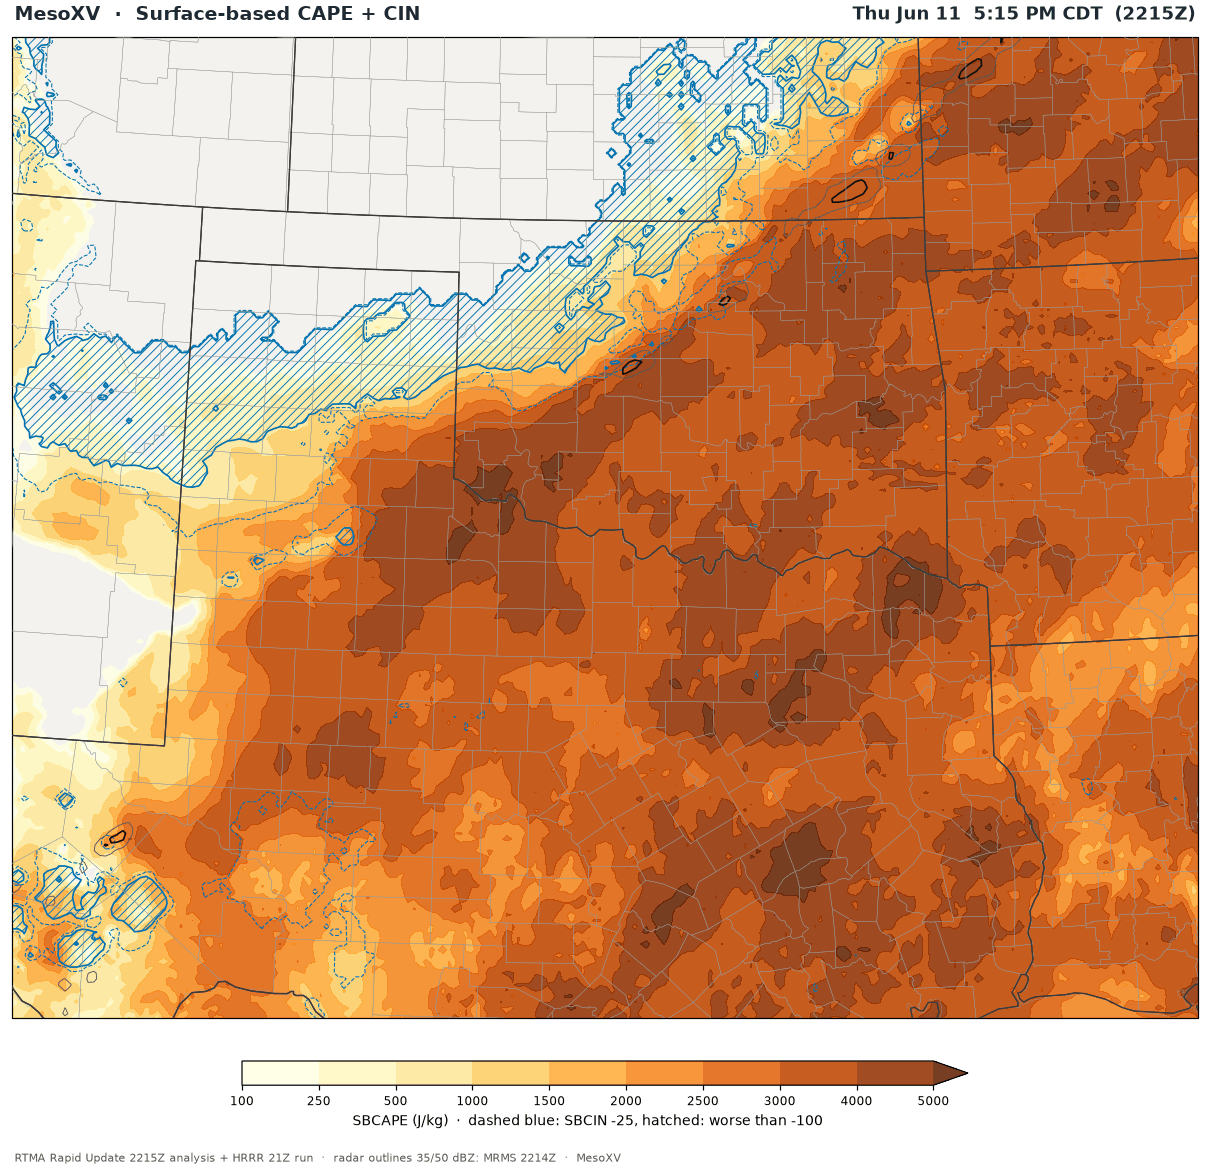 MesoXV · Surface-based CAPE + CIN
Thu Jun 11 5:15 PM CDT (2215Z)
100 250 500 1000 1500 2000 2500 3000 4000 5000
SBCAPE (J/kg) · dashed blue: SBCIN -25, hatched: worse than -100
RTMA Rapid Update 2215Z analysis + HRRR 21Z run · radar outlines 35/50 dBZ: MRMS 2214Z · MesoXV